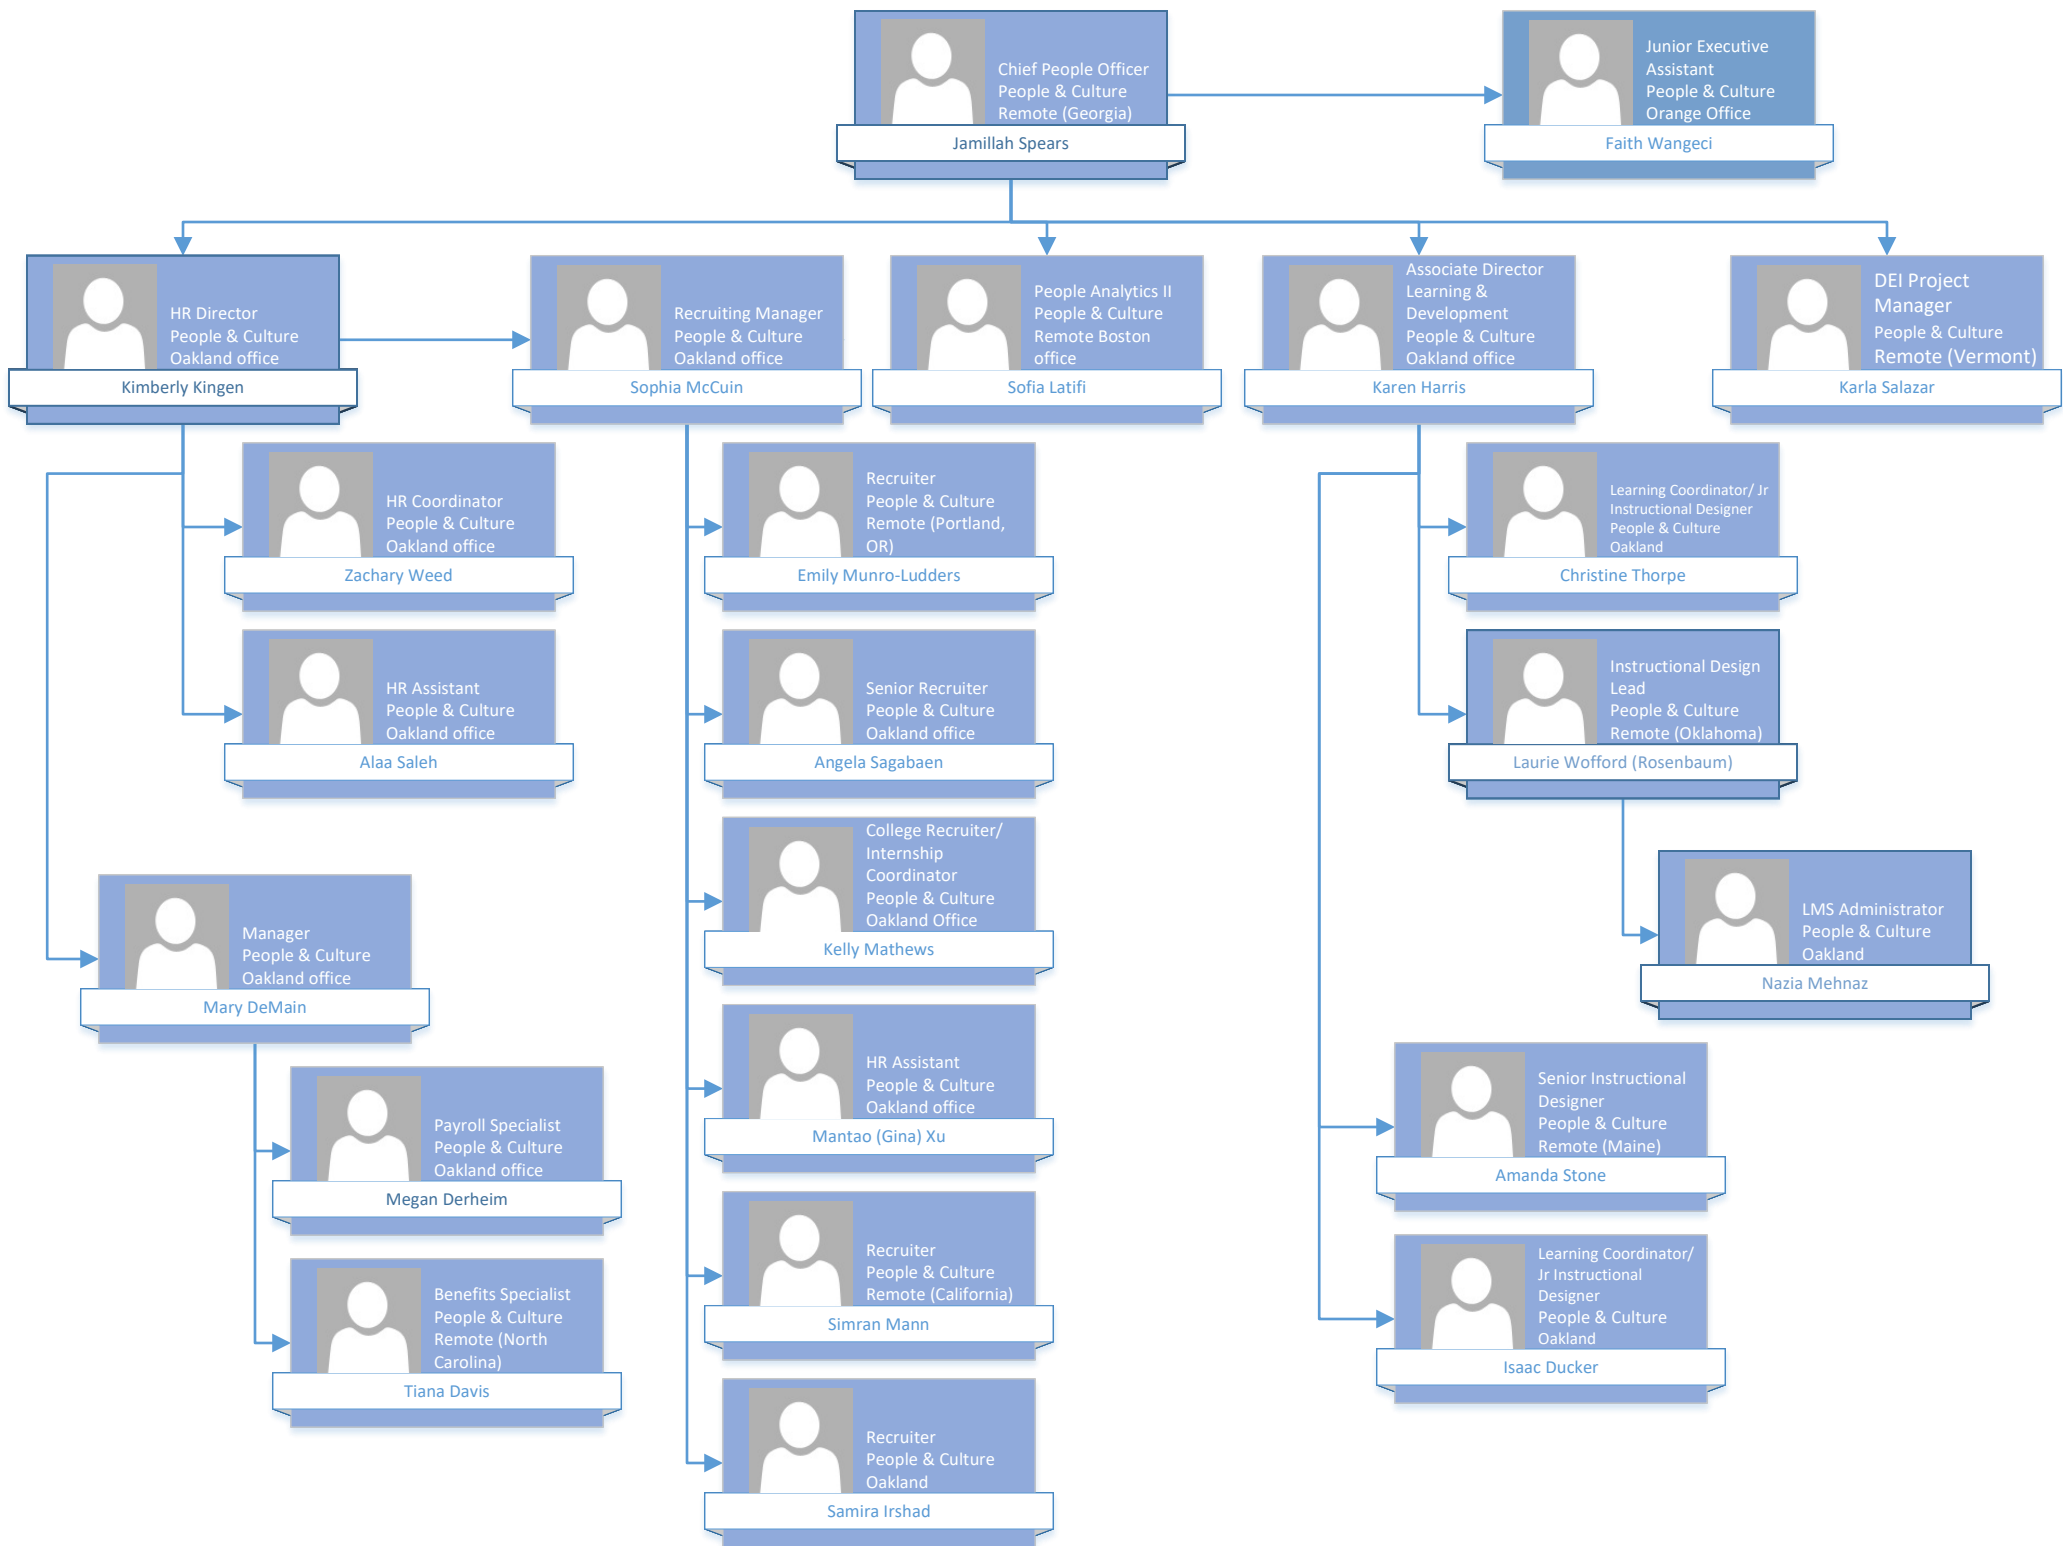 Chief People Officer
People & Culture
Remote (Georgia)
Jamillah Spears
Junior Executive
Assistant
People & Culture
Orange Office
Faith Wangeci
HR Director
People & Culture
Oakland office
Kimberly Kingen
Recruiting Manager
People & Culture
Oakland office
Sophia McCuin
People Analytics II
People & Culture
Remote Boston
office
Sofia Latifi
Associate Director
Learning &
Development
People & Culture
Oakland office
Karen Harris
DEI Project
Manager
People & Culture
Remote (Vermont)
Karla Salazar
HR Coordinator
People & Culture
Oakland office
Zachary Weed
HR Assistant
People & Culture
Oakland office
Alaa Saleh
Manager
People & Culture
Oakland office
Mary DeMain
Payroll Specialist
People & Culture
Oakland office
Megan Derheim
Benefits Specialist
People & Culture
Remote (North
Carolina)
Tiana Davis
Recruiter
People & Culture
Remote (Portland,
OR)
Emily Munro-Ludders
Senior Recruiter
People & Culture
Oakland office
Angela Sagabaen
College Recruiter/
Internship
Coordinator
People & Culture
Oakland Office
Kelly Mathews
HR Assistant
People & Culture
Oakland office
Mantao (Gina) Xu
Recruiter
People & Culture
Remote (California)
Simran Mann
Recruiter
People & Culture
Oakland
Samira Irshad
Learning Coordinator/ Jr
Instructional Designer
People & Culture
Oakland
Christine Thorpe
Instructional Design
Lead
People & Culture
Remote (Oklahoma)
Laurie Wofford (Rosenbaum)
LMS Administrator
People & Culture
Oakland
Nazia Mehnaz
Senior Instructional
Designer
People & Culture
Remote (Maine)
Amanda Stone
Learning Coordinator/
Jr Instructional
Designer
People & Culture
Oakland
Isaac Ducker